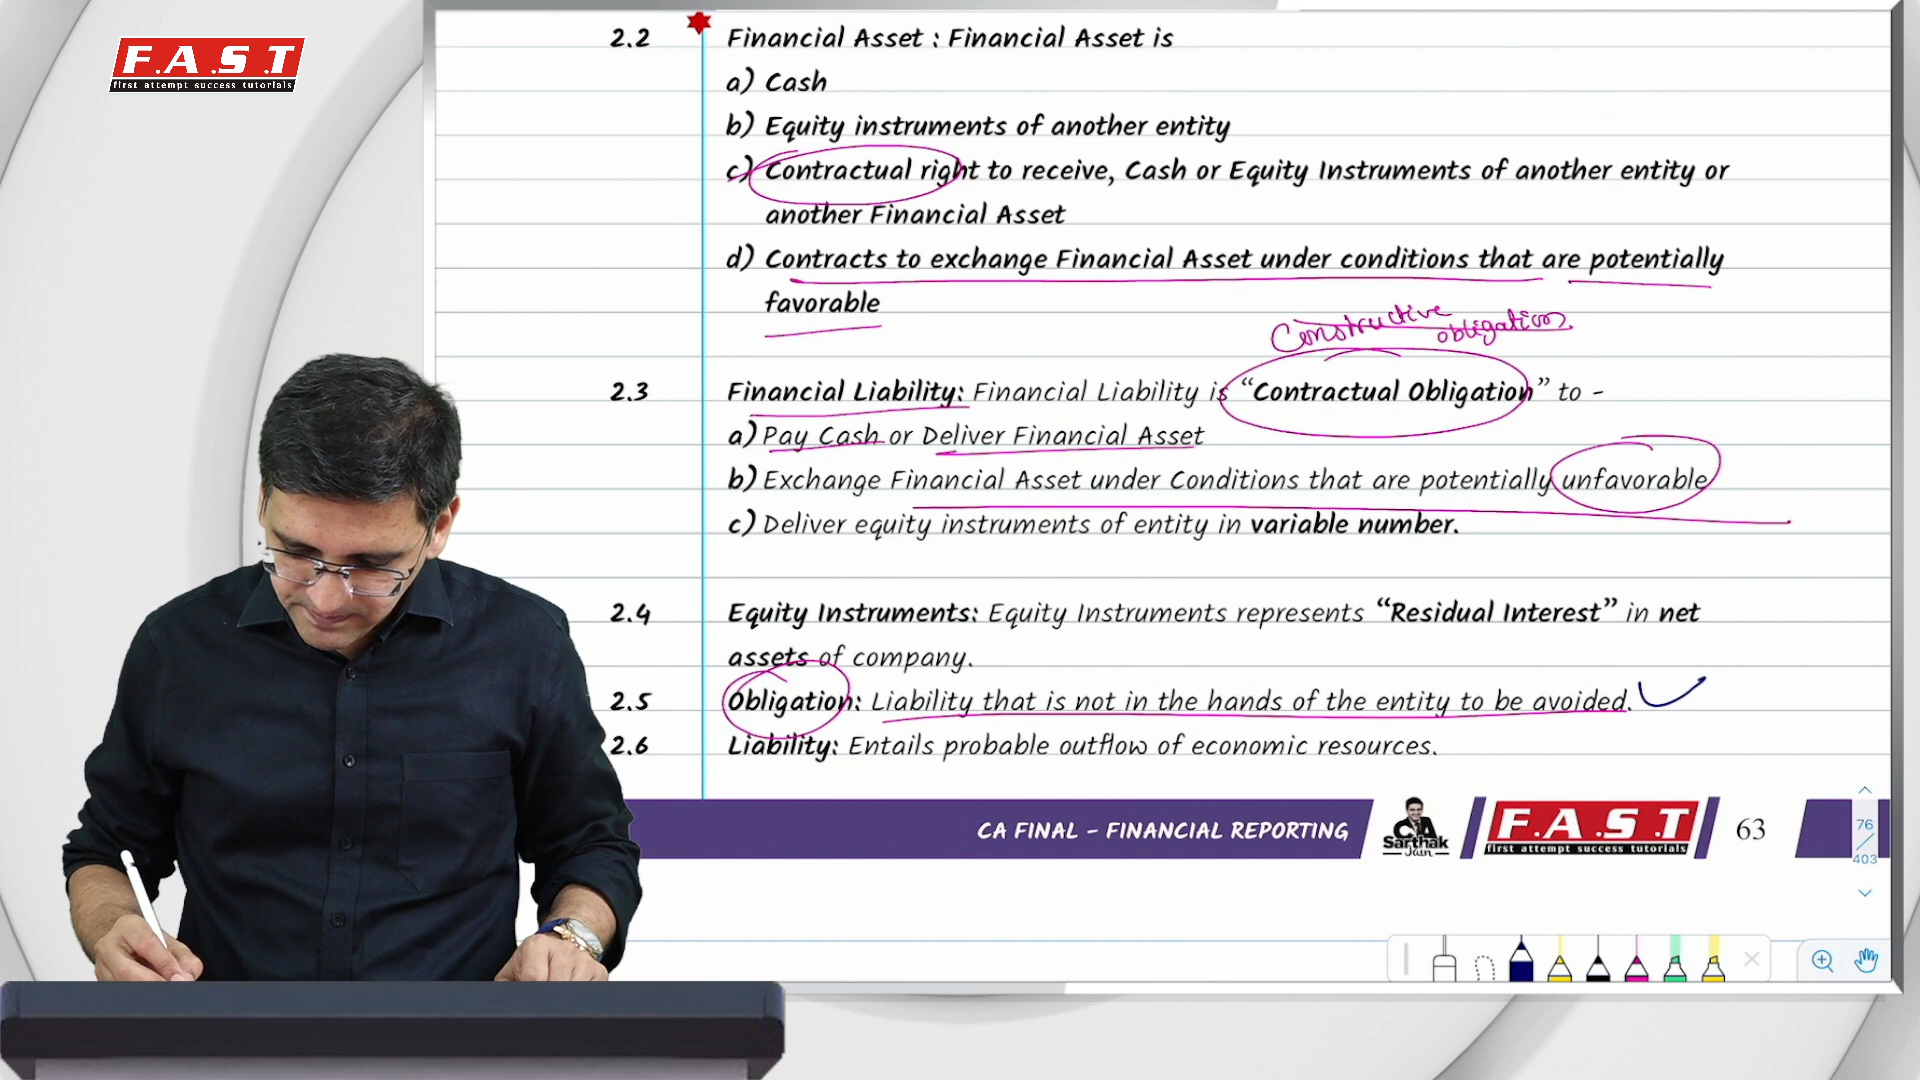 F.A.S.T
first attempt success tutorials
2.2 Financial Asset : Financial Asset is
a) Cash
b) Equity instruments of another entity
c) Contractual right to receive, Cash or Equity Instruments of another entity or
another Financial Asset
d) Contracts to exchange Financial Asset under conditions that are potentially
favorable
Constructive
obligation
2.3 Financial Liability: Financial Liability is “Contractual Obligation” to -
a) Pay Cash or Deliver Financial Asset
b) Exchange Financial Asset under Conditions that are potentially unfavorable
c) Deliver equity instruments of entity in variable number.
2.4 Equity Instruments: Equity Instruments represents “Residual Interest” in net
assets of company.
2.5 Obligation: Liability that is not in the hands of the entity to be avoided.
2.6 Liability: Entails probable outflow of economic resources.
CA FINAL - FINANCIAL REPORTING
CA
Sarthak
Jain
F.A.S.T
first attempt success tutorials
63
76
403